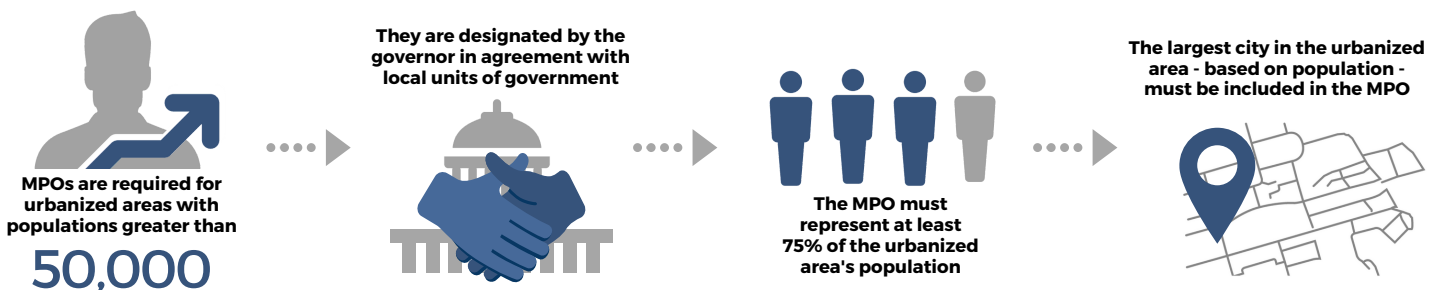 MPOs are required for
urbanized areas with
populations greater than
50,000
They are designated by the
governor in agreement with
local units of government
The MPO must
represent at least
75% of the urbanized
area's population
The largest city in the urbanized
area - based on population -
must be included in the MPO